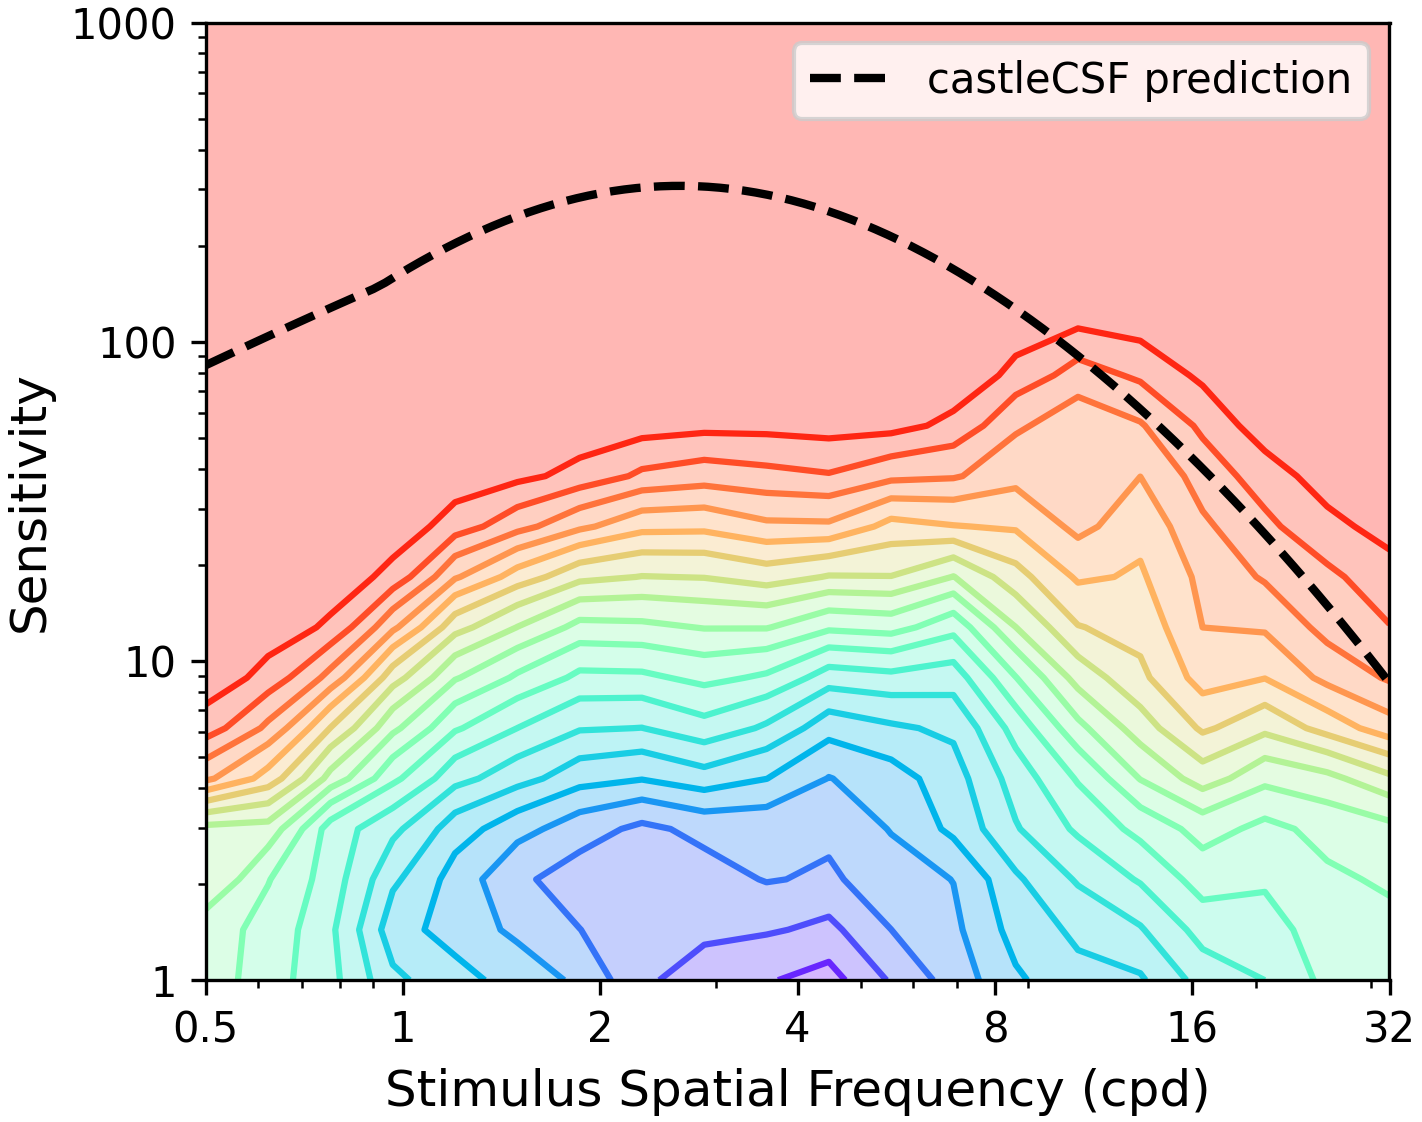 1000
castleCSF prediction
100
Sensitivity
10
1
0.5 1 2 4 8 16 32
Stimulus Spatial Frequency (cpd)